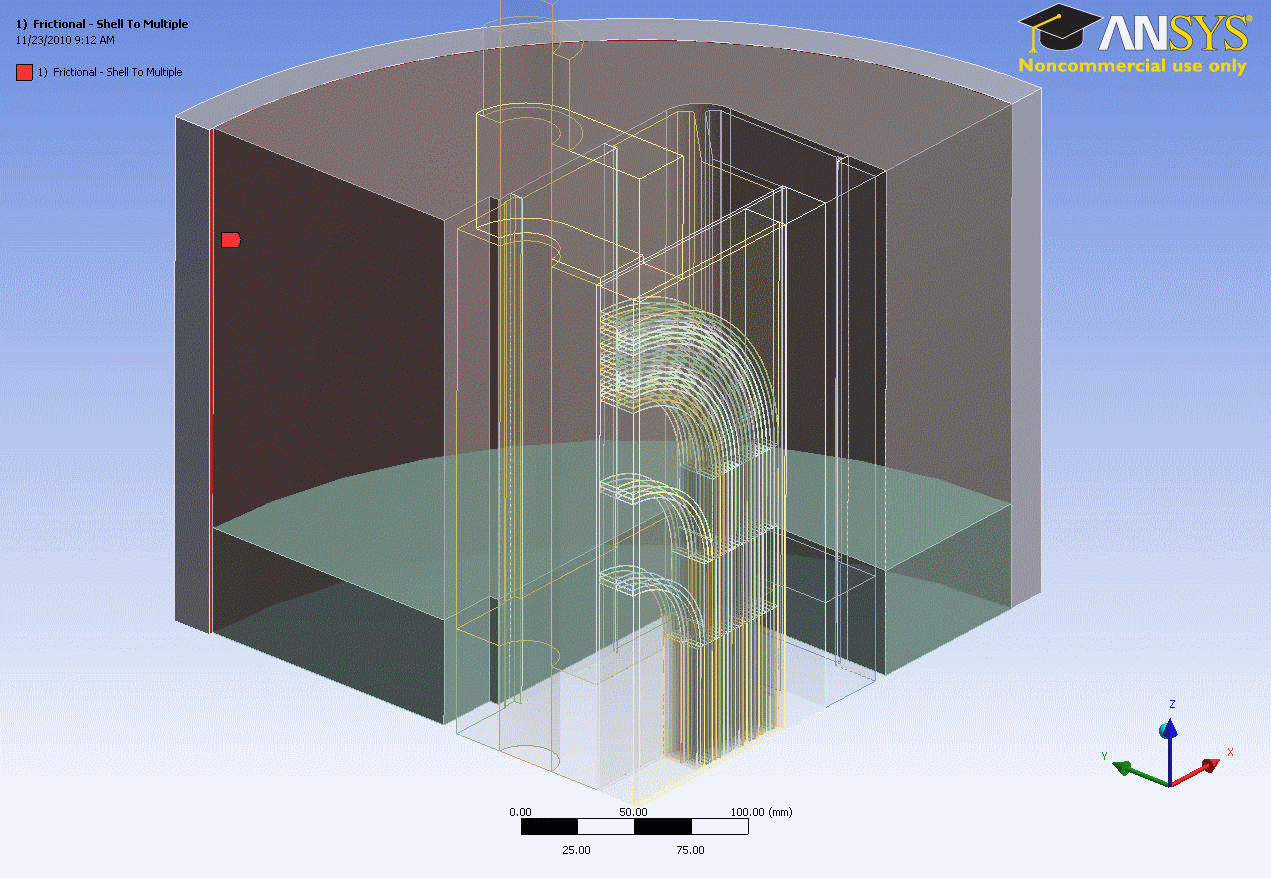 1) Frictional - Shell To Multiple
11/23/2010 9:12 AM
1) Frictional - Shell To Multiple
ANSYS®
Noncommercial use only
Z
Y
X
0.00 50.00 100.00 (mm)
25.00 75.00